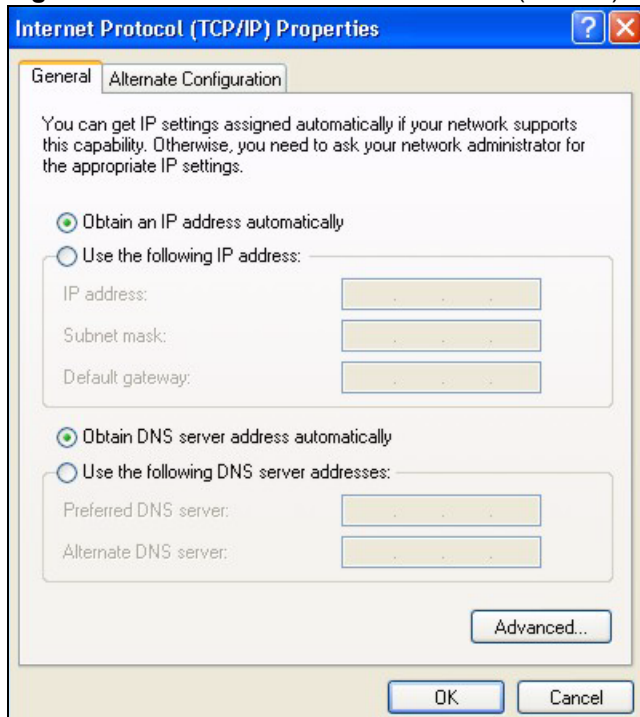 Internet Protocol (TCP/IP) Properties
General
Alternate Configuration
You can get IP settings assigned automatically if your network supports
this capability. Otherwise, you need to ask your network administrator for
the appropriate IP settings.
Obtain an IP address automatically
Use the following IP address:
IP address:
Subnet mask:
Default gateway:
Obtain DNS server address automatically
Use the following DNS server addresses:
Preferred DNS server:
Alternate DNS server:
Advanced...
OK
Cancel